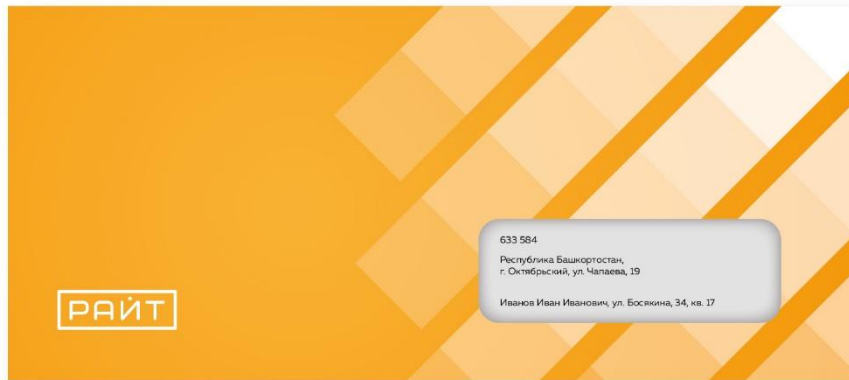 633 584
Республика Башкортостан,
г. Октябрьский, ул. Чапаева, 19
Иванов Иван Иванович, ул. Босякина, 34, кв. 17
РАЙТ